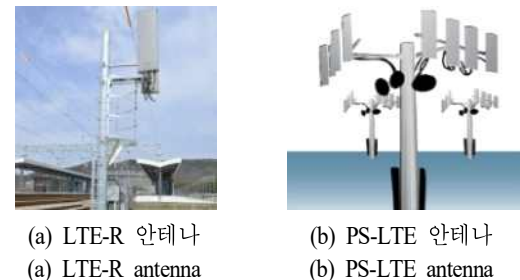 (a) LTE-R 안테나
(a) LTE-R antenna
(b) PS-LTE 안테나
(b) PS-LTE antenna